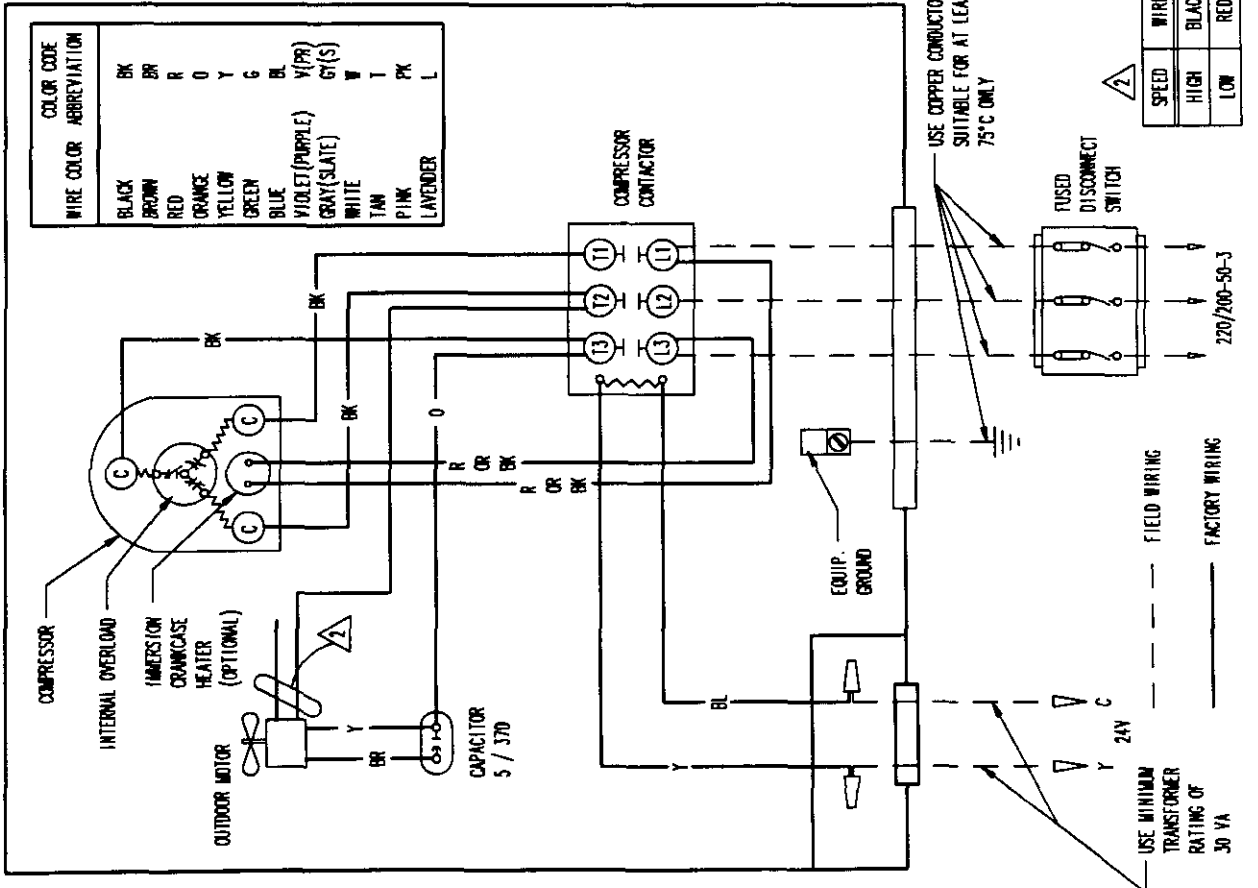 COLOR CODE
WIRE COLOR ABBREVIATION
BLACK BK
BROWN BR
RED R
ORANGE O
YELLOW Y
GREEN G
BLUE BL
VIOLET(PURPLE) V(PR)
GRAY(SLATE) GY(S)
WHITE W
TAN T
PINK PK
LAVENDER L
COMPRESSOR
INTERNAL OVERLOAD
IMMERSION
CRANKCASE
HEATER
(OPTIONAL)
OUTDOOR MOTOR
2
C
C
C
BK
BK
BK
Y
BR
O
CAPACITOR
5 / 370
R OR BK
R OR BK
COMPRESSOR
CONTACTOR
T3
T2
T1
L3
L2
L1
Y
BL
EQUIP.
GROUND
USE COPPER CONDUCTO
SUITABLE FOR AT LEA
75°C ONLY
FUSED
DISCONNECT
SWITCH
220/200-50-3
2
SPEED WIRE
HIGH BLAC
LOW RED
Y
C
24V
USE MINIMUM
TRANSFORMER
RATING OF
30 VA
FIELD WIRING
FACTORY WIRING